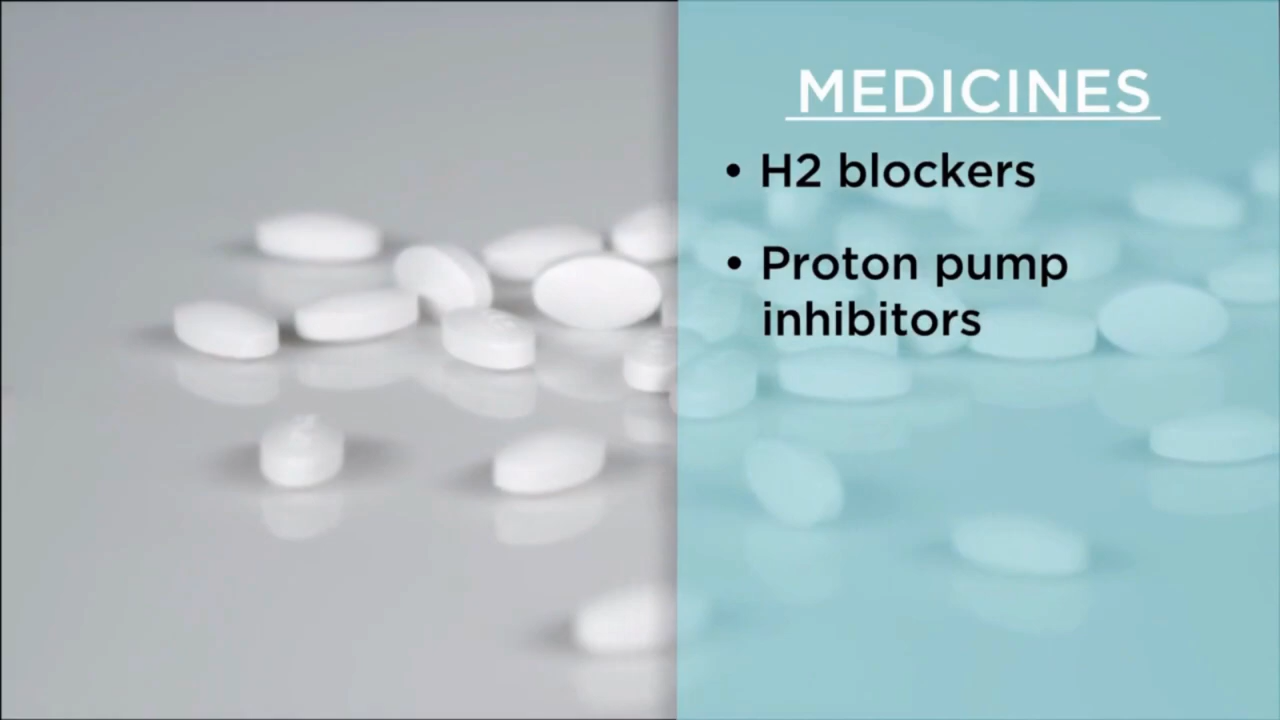 MEDICINES
• H2 blockers
• Proton pump
inhibitors